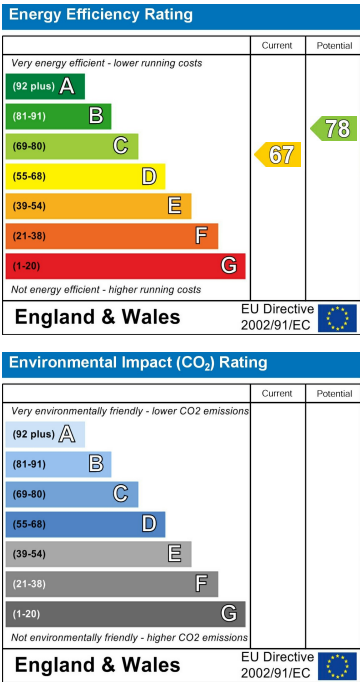 Energy Efficiency Rating
Current Potential
Very energy efficient - lower running costs
(92 plus) A
(81-91) B
(69-80) C
(55-68) D
(39-54) E
(21-38) F
(1-20) G
67
78
Not energy efficient - higher running costs
England & Wales
EU Directive
2002/91/EC
Environmental Impact (CO₂) Rating
Current Potential
Very environmentally friendly - lower CO2 emissions
(92 plus) A
(81-91) B
(69-80) C
(55-68) D
(39-54) E
(21-38) F
(1-20) G
Not environmentally friendly - higher CO2 emissions
England & Wales
EU Directive
2002/91/EC